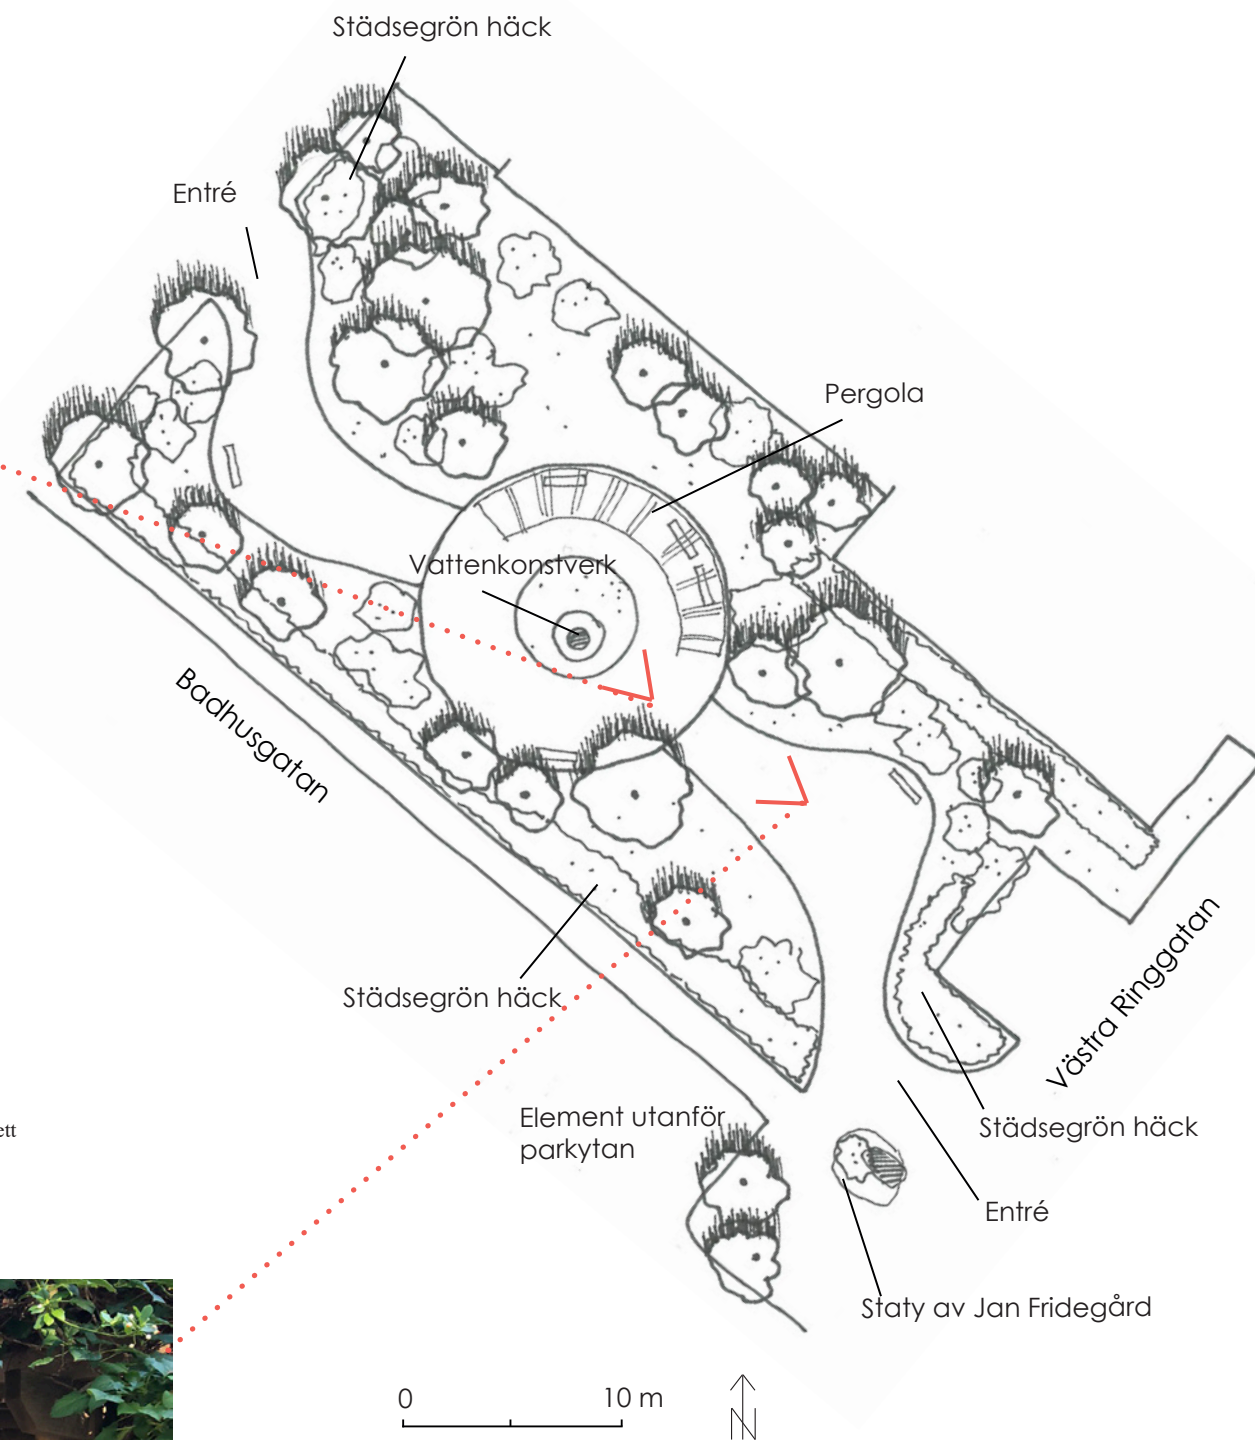 Städsegrön häck
Entré
Pergola
Vattenkonstverk
Badhusgatan
Städsegrön häck
Västra Ringgatan
Element utanför
parkytan
ett
Städsegrön häck
Entré
Staty av Jan Fridegård
0 10 m
N